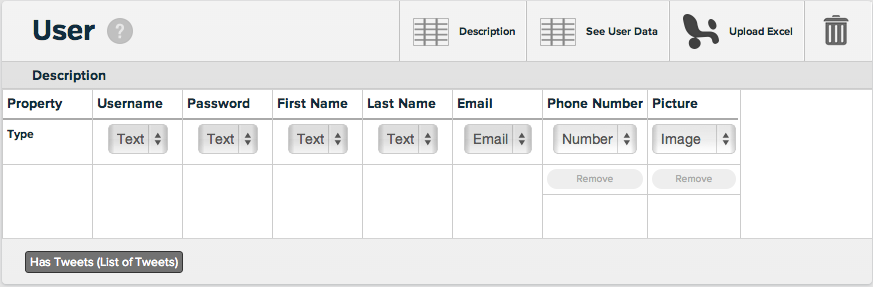 User ? Description See User Data Upload Excel
Description
Property Username Password First Name Last Name Email Phone Number Picture
Type Text Text Text Text Email Number Image
Remove Remove
Has Tweets (List of Tweets)